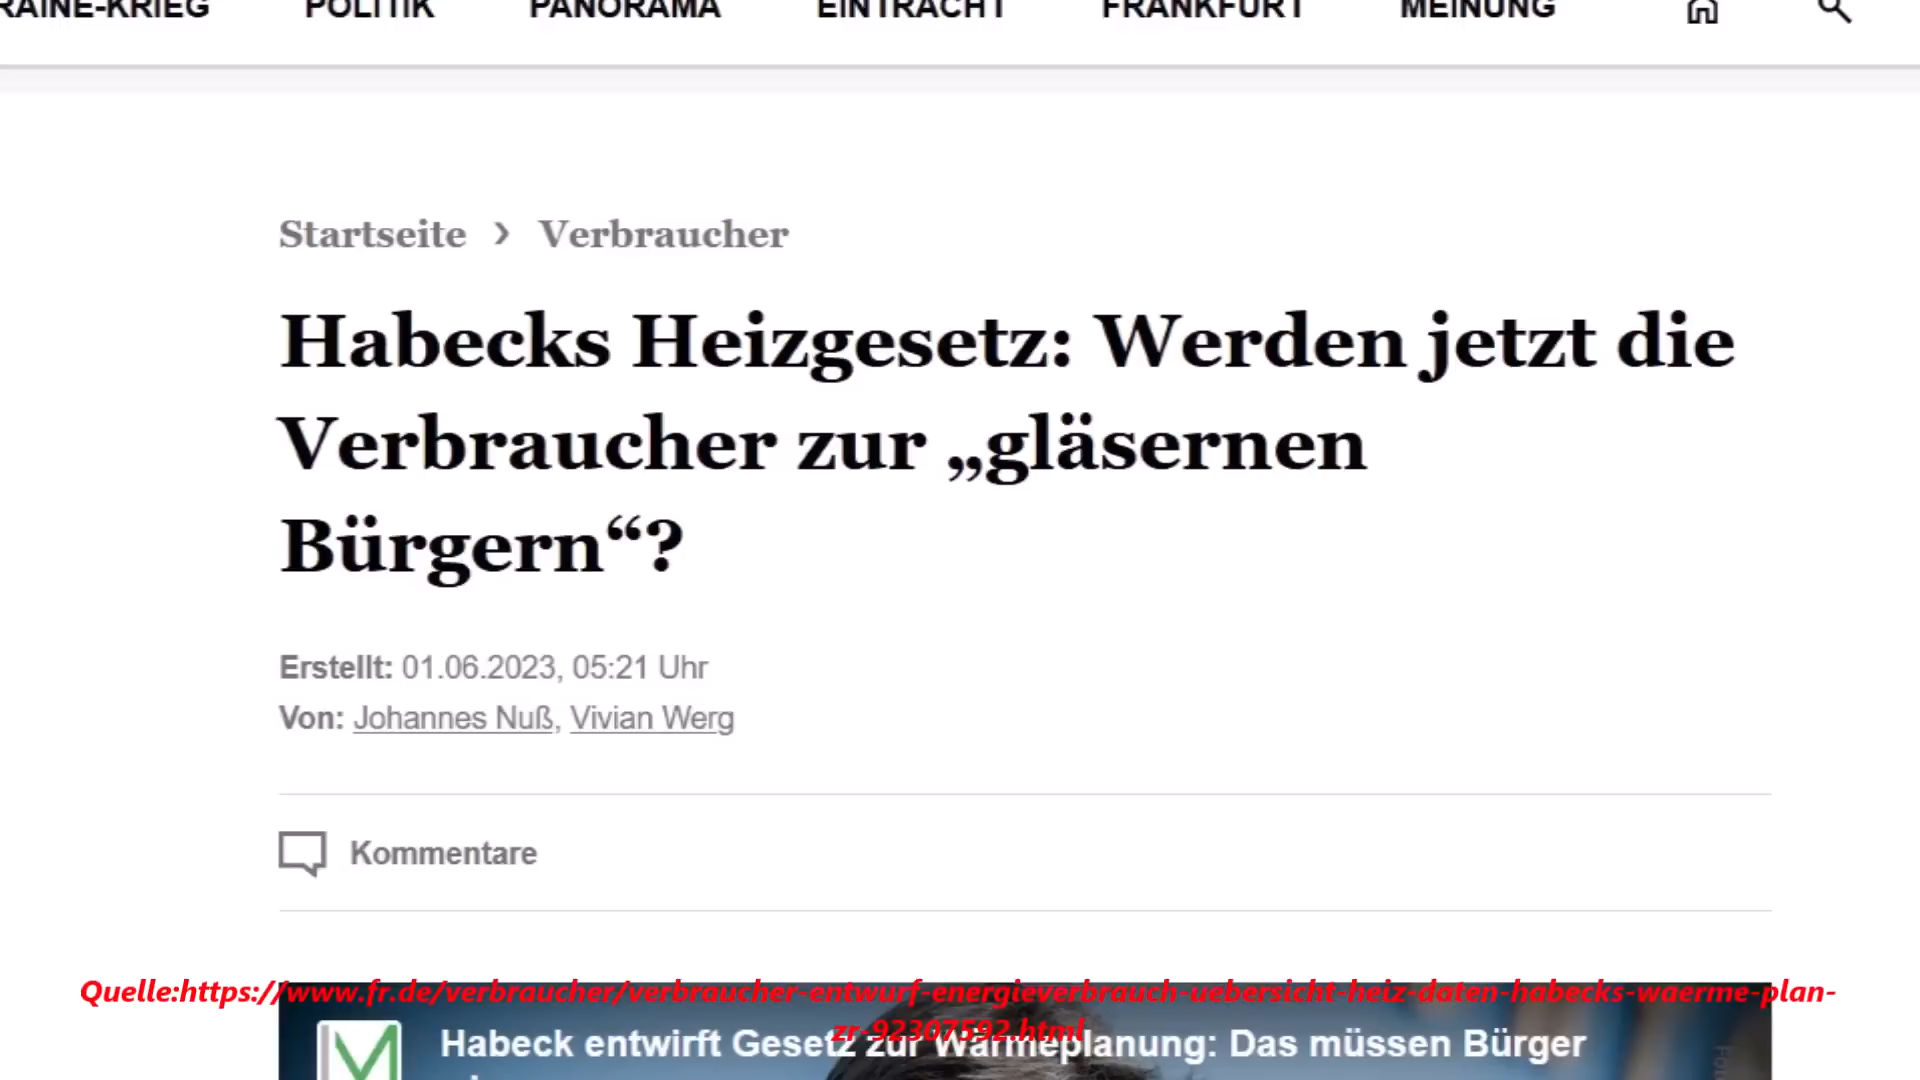 RAINE-KRIEG POLITIK PANORAMA EINTRACHT FRANKFURT MEINUNG
Startseite › Verbraucher
Habecks Heizgesetz: Werden jetzt die
Verbraucher zur „gläsernen
Bürgern“?
Erstellt: 01.06.2023, 05:21 Uhr
Von: Johannes Nuß, Vivian Werg
Kommentare
Quelle:https://www.fr.de/verbraucher/verbraucher-entwurf-energieverbrauch-uebersicht-heiz-daten-habecks-waerme-plan-
zr-92307592.html
Habeck entwirft Gesetz zur Wärmeplanung: Das müssen Bürger